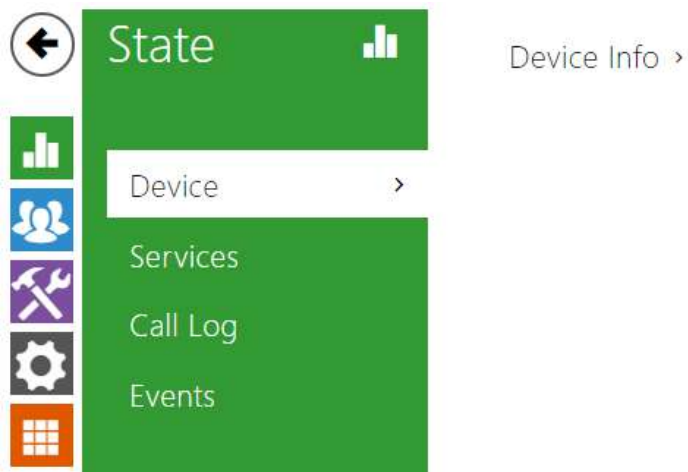 State
Device
Services
Call Log
Events
Device Info